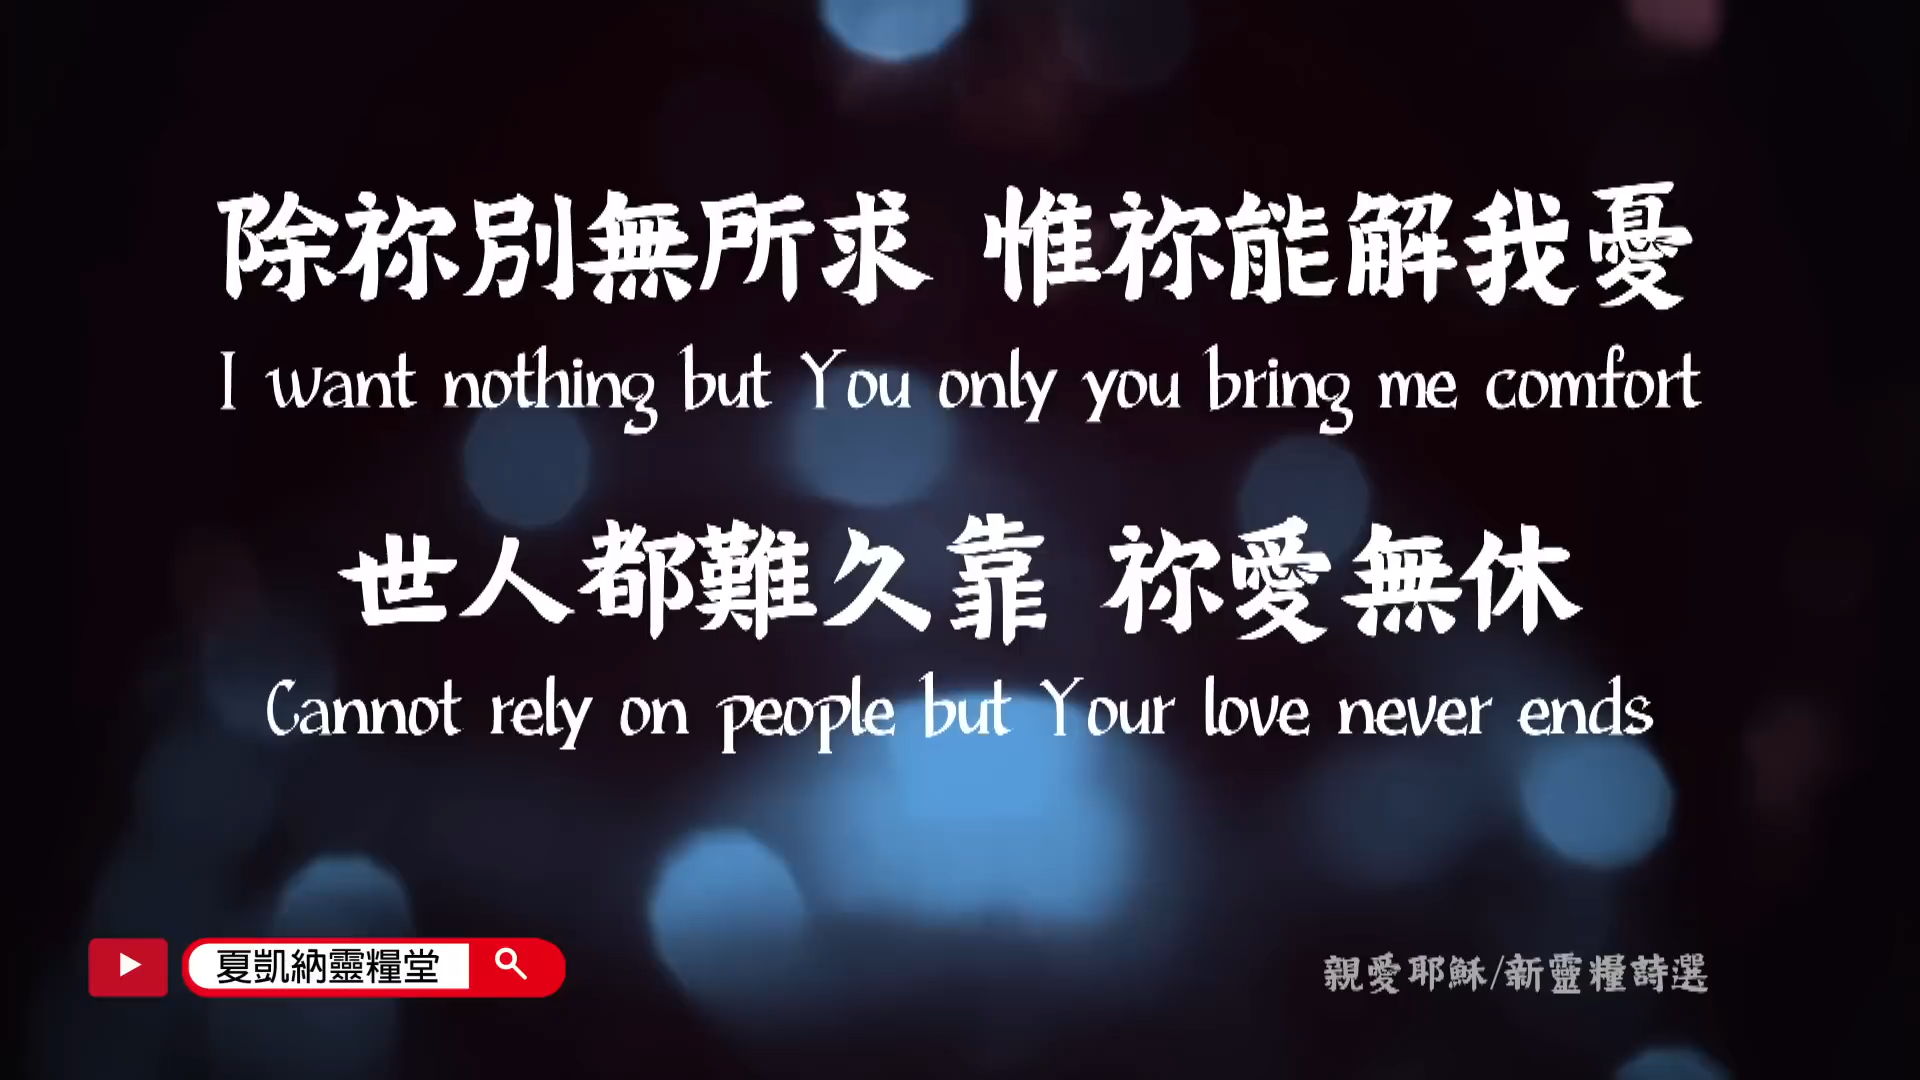 除祢別無所求 惟祢能解我憂
I want nothing but You only you bring me comfort
世人都難久靠 祢愛無休
Cannot rely on people but Your love never ends
夏凱納靈糧堂
親愛耶穌/新靈糧詩選